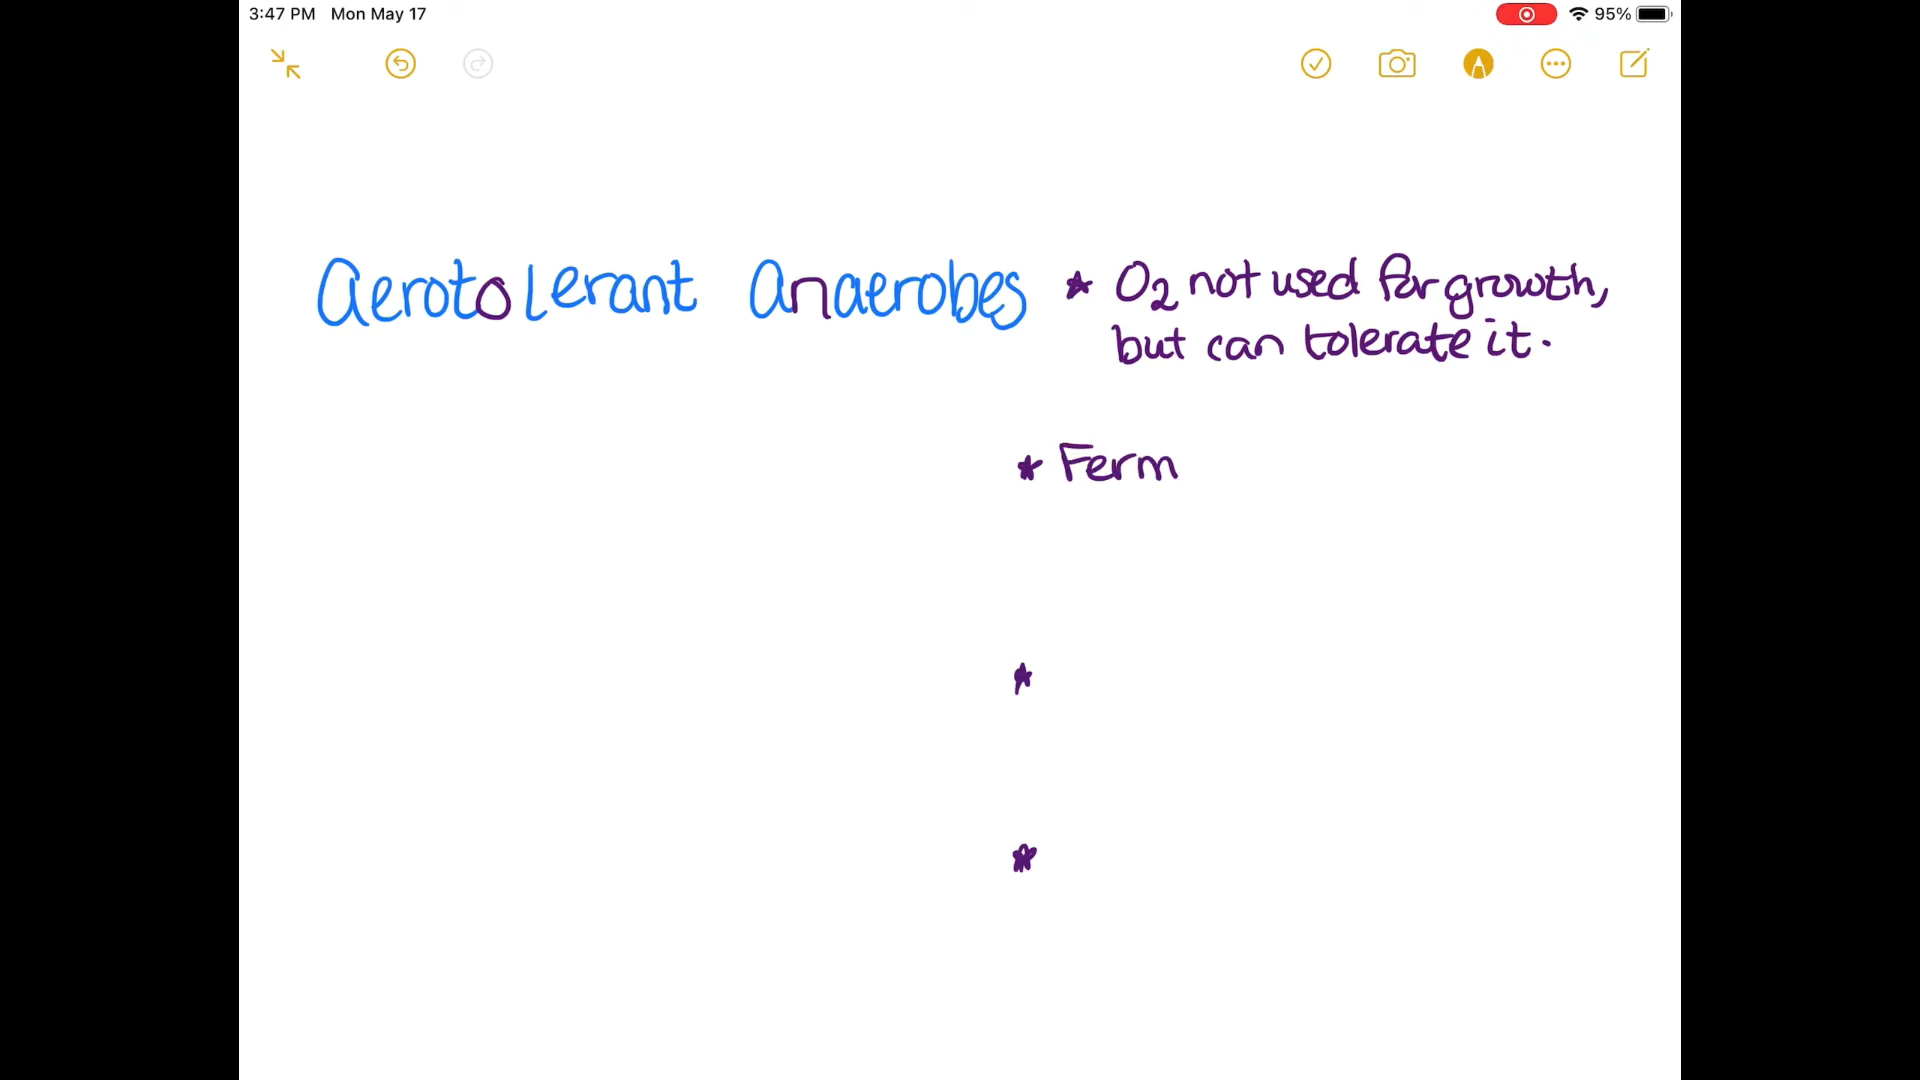 3:47 PM Mon May 17
95%
Aerotolerant Anaerobes * O2 not used for growth,
but can tolerate it.
* Ferm
*
*